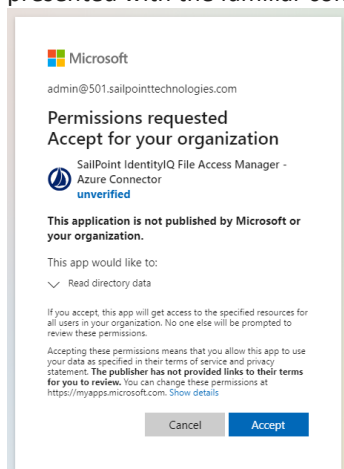 presented with the familiar con
Microsoft
admin@501.sailpointtechnologies.com
Permissions requested
Accept for your organization
SailPoint IdentityIQ File Access Manager -
Azure Connector
unverified
This application is not published by Microsoft or
your organization.
This app would like to:
Read directory data
If you accept, this app will get access to the specified resources for
all users in your organization. No one else will be prompted to
review these permissions.
Accepting these permissions means that you allow this app to use
your data as specified in their terms of service and privacy
statement. The publisher has not provided links to their terms
for you to review. You can change these permissions at
https://myapps.microsoft.com. Show details
Cancel Accept